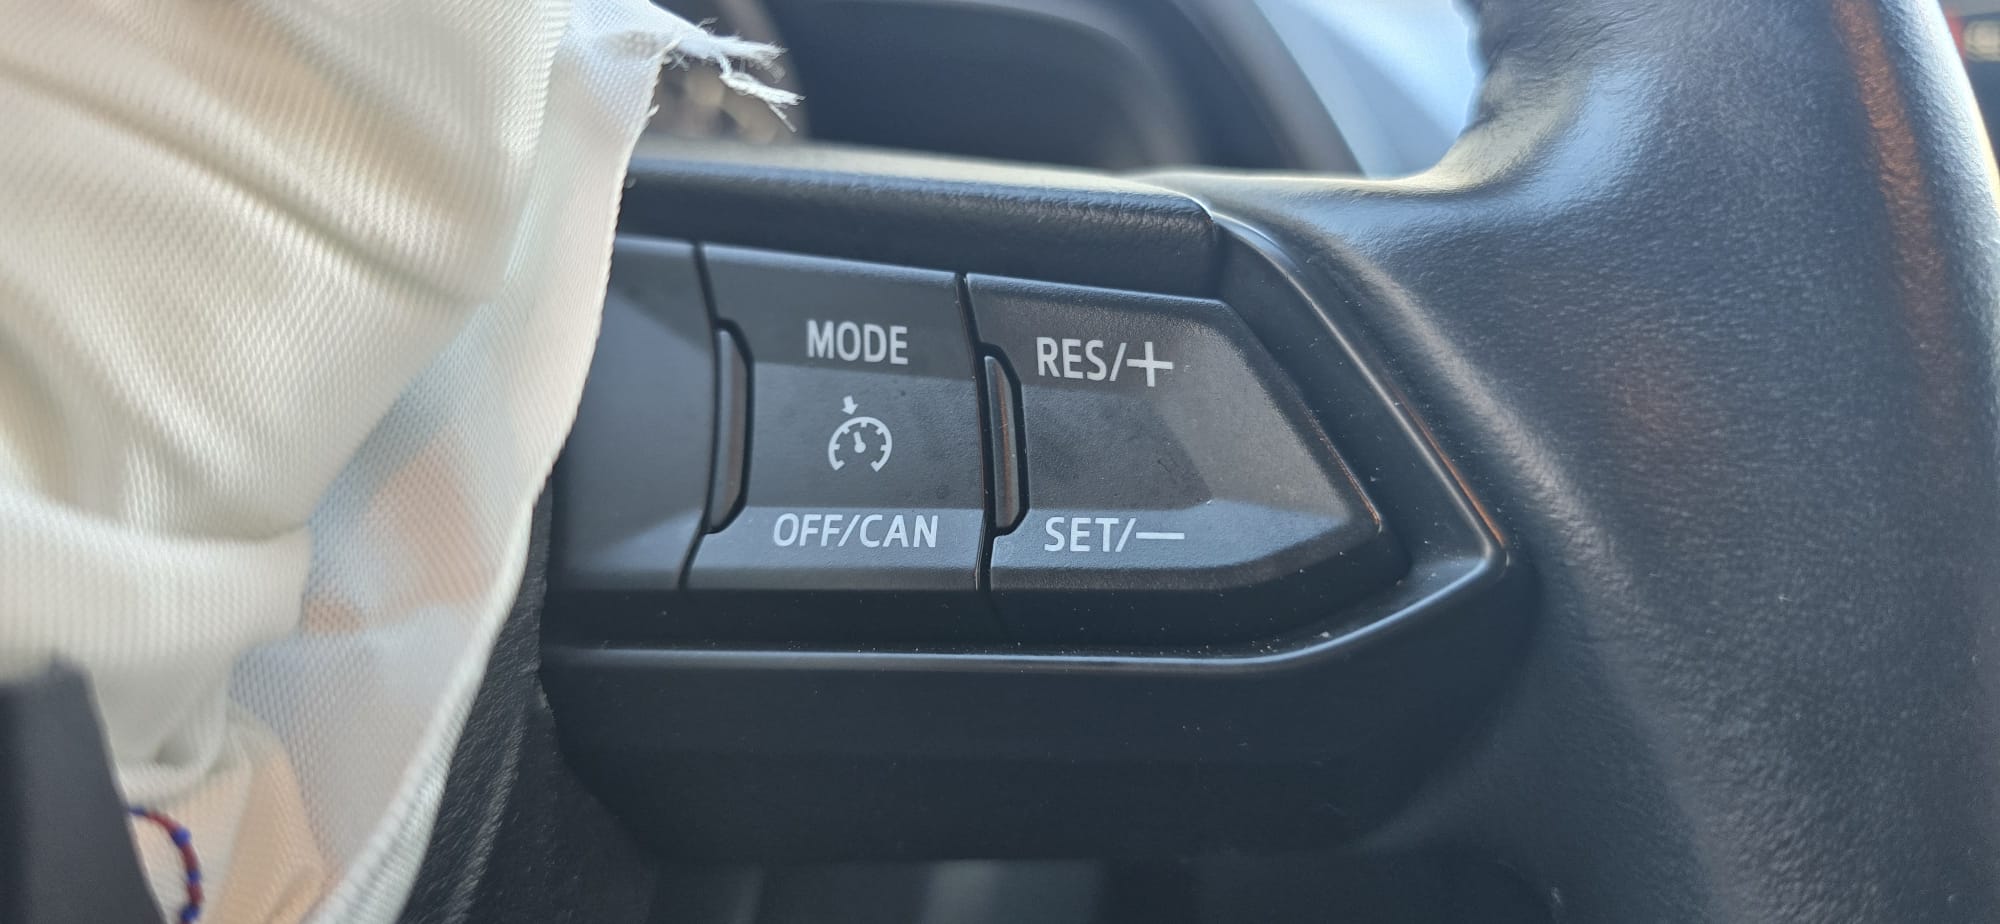 MODE
RES/+
OFF/CAN
SET/—